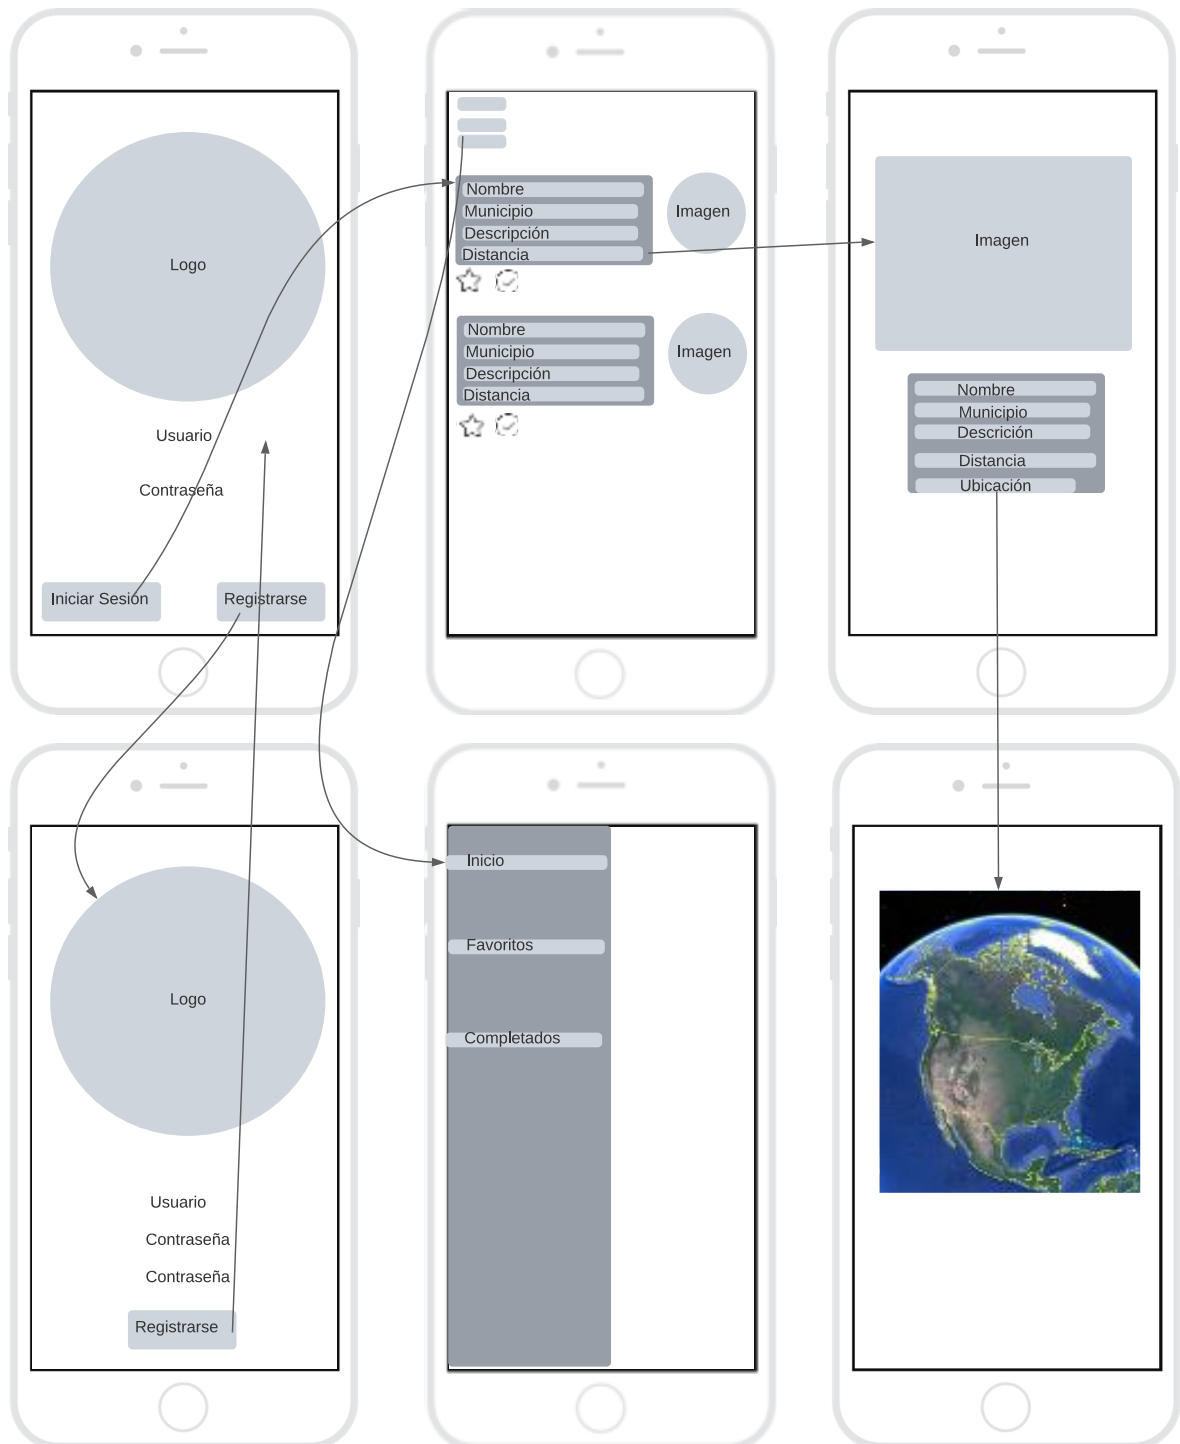 Logo
Usuario
Contraseña
Iniciar Sesión
Registrarse
Nombre
Municipio
Descripción
Distancia
Imagen
Nombre
Municipio
Descripción
Distancia
Imagen
Imagen
Nombre
Municipio
Descrición
Distancia
Ubicación
Logo
Usuario
Contraseña
Contraseña
Registrarse
Inicio
Favoritos
Completados